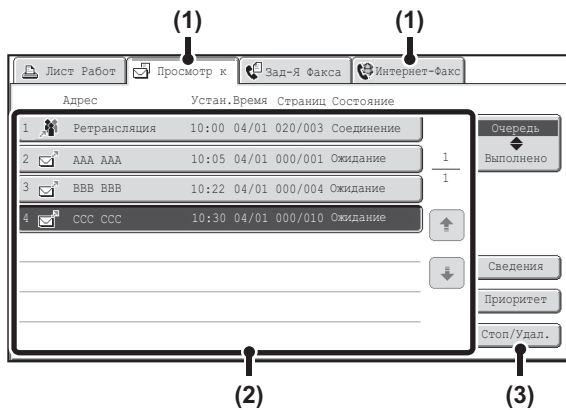 (1) (1)
Лист Работ Просмотр к Зад-Я Факса Интернет-Факс
Адрес Устан.Время Страниц Состояние
1 Ретрансляция 10:00 04/01 020/003 Соединение
Очередь
Выполнено
2 AAA AAA 10:05 04/01 000/001 Ожидание
1
1
3 BBB BBB 10:22 04/01 000/004 Ожидание
4 CCC CCC 10:30 04/01 000/010 Ожидание
Сведения
Приоритет
Стоп/Удал.
(2) (3)